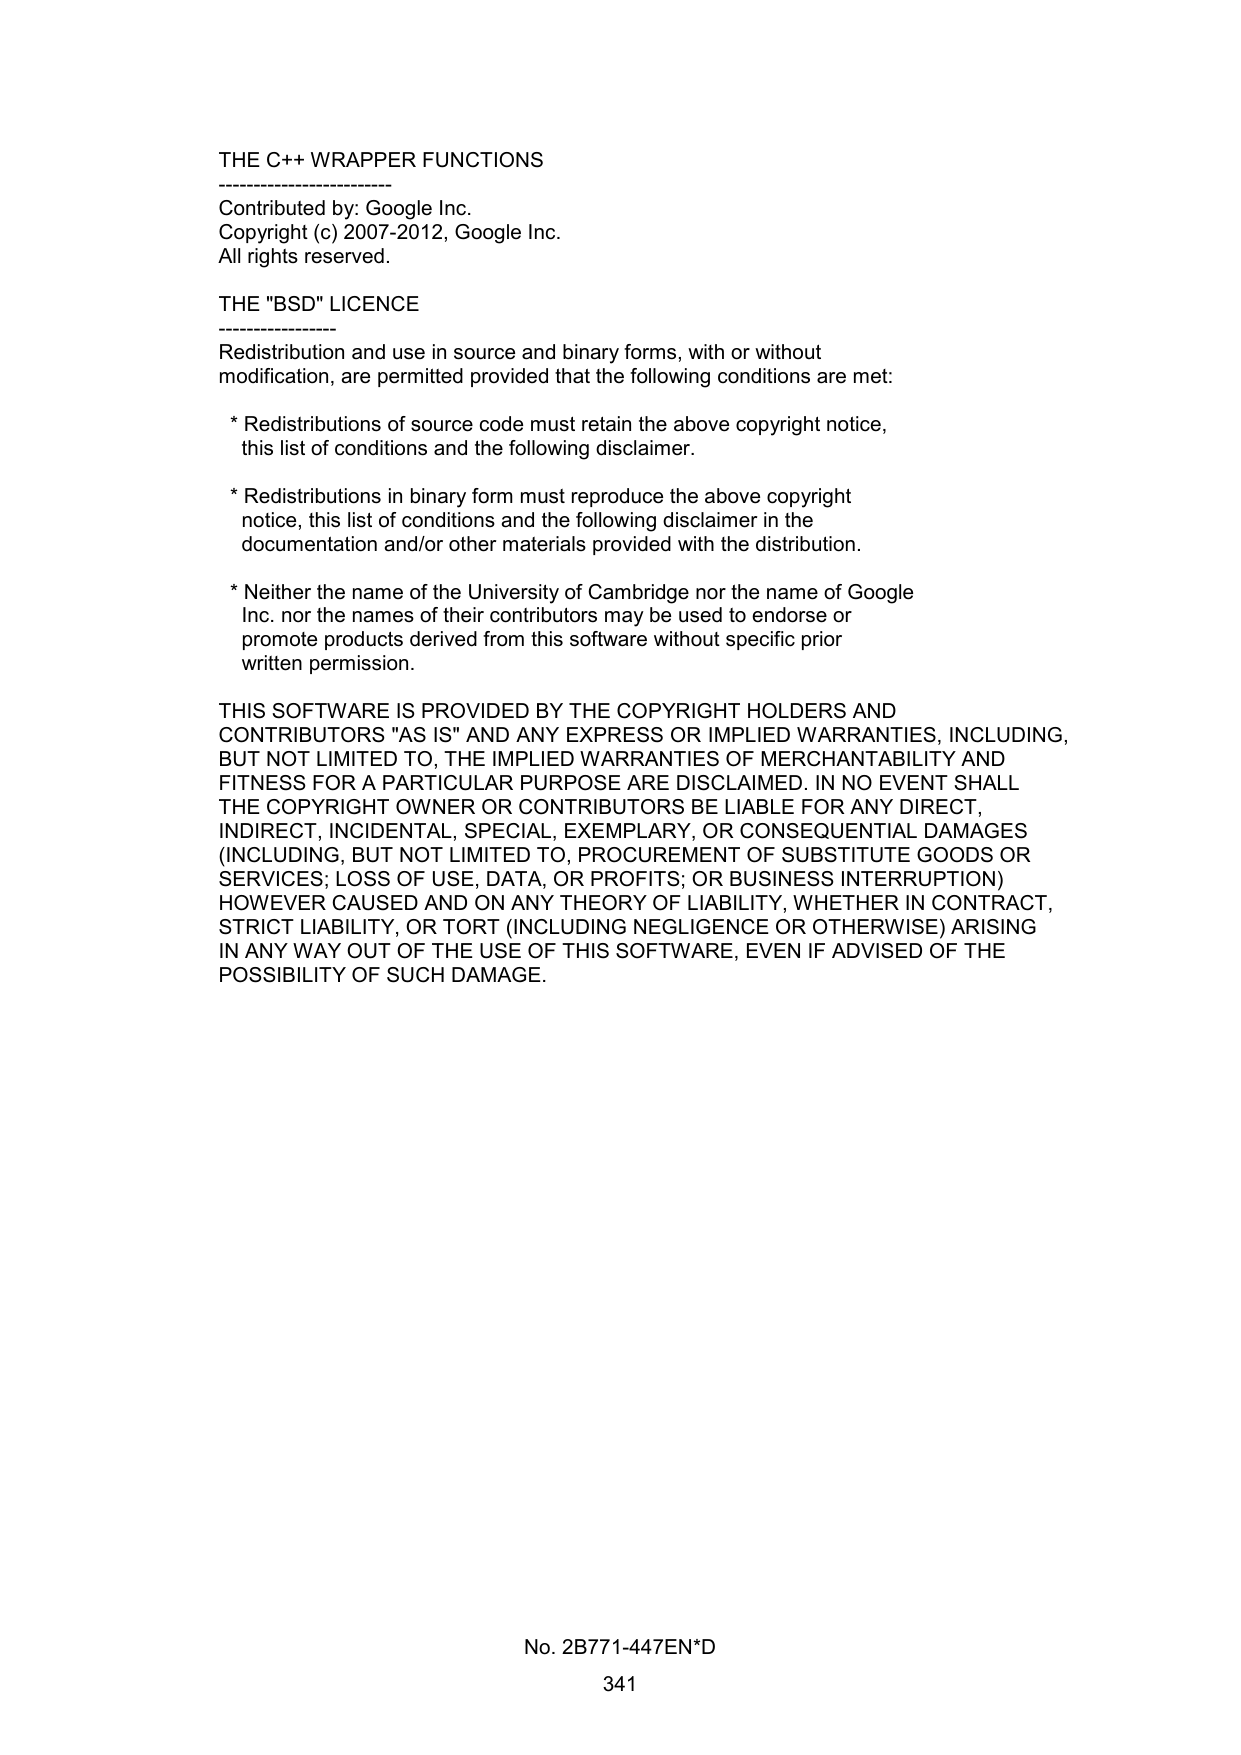 THE C++ WRAPPER FUNCTIONS
-------------------------
Contributed by: Google Inc.
Copyright (c) 2007-2012, Google Inc.
All rights reserved.
THE "BSD" LICENCE
-----------------
Redistribution and use in source and binary forms, with or without
modification, are permitted provided that the following conditions are met:
* Redistributions of source code must retain the above copyright notice,
this list of conditions and the following disclaimer.
* Redistributions in binary form must reproduce the above copyright
notice, this list of conditions and the following disclaimer in the
documentation and/or other materials provided with the distribution.
* Neither the name of the University of Cambridge nor the name of Google
Inc. nor the names of their contributors may be used to endorse or
promote products derived from this software without specific prior
written permission.
THIS SOFTWARE IS PROVIDED BY THE COPYRIGHT HOLDERS AND
CONTRIBUTORS "AS IS" AND ANY EXPRESS OR IMPLIED WARRANTIES, INCLUDING,
BUT NOT LIMITED TO, THE IMPLIED WARRANTIES OF MERCHANTABILITY AND
FITNESS FOR A PARTICULAR PURPOSE ARE DISCLAIMED. IN NO EVENT SHALL
THE COPYRIGHT OWNER OR CONTRIBUTORS BE LIABLE FOR ANY DIRECT,
INDIRECT, INCIDENTAL, SPECIAL, EXEMPLARY, OR CONSEQUENTIAL DAMAGES
(INCLUDING, BUT NOT LIMITED TO, PROCUREMENT OF SUBSTITUTE GOODS OR
SERVICES; LOSS OF USE, DATA, OR PROFITS; OR BUSINESS INTERRUPTION)
HOWEVER CAUSED AND ON ANY THEORY OF LIABILITY, WHETHER IN CONTRACT,
STRICT LIABILITY, OR TORT (INCLUDING NEGLIGENCE OR OTHERWISE) ARISING
IN ANY WAY OUT OF THE USE OF THIS SOFTWARE, EVEN IF ADVISED OF THE
POSSIBILITY OF SUCH DAMAGE.
No. 2B771-447EN*D
341